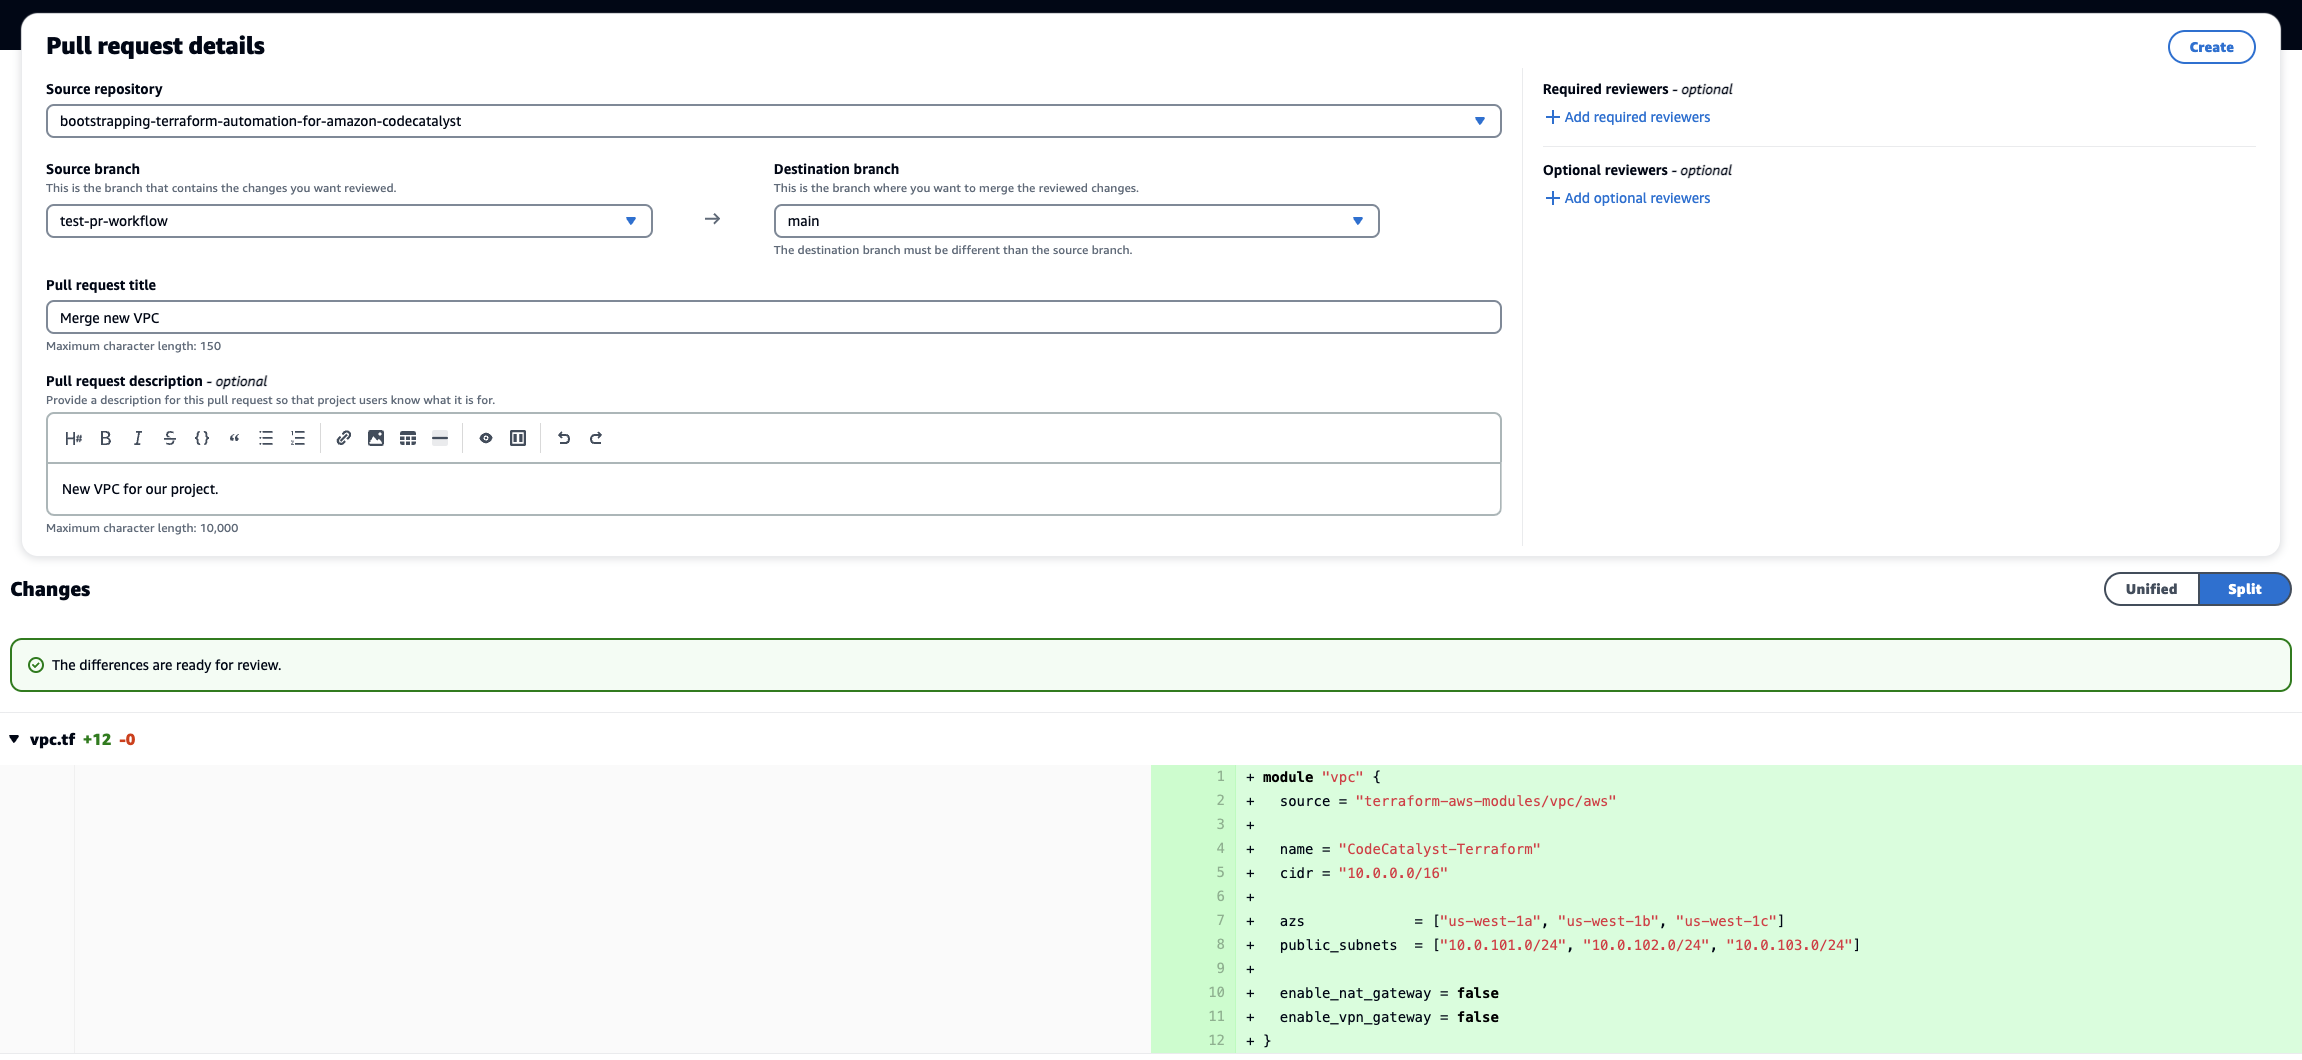 Pull request details
Create
Source repository
bootstrapping-terraform-automation-for-amazon-codecatalyst
Source branch
This is the branch that contains the changes you want reviewed.
test-pr-workflow
Destination branch
This is the branch where you want to merge the reviewed changes.
main
The destination branch must be different than the source branch.
Pull request title
Merge new VPC
Maximum character length: 150
Pull request description - optional
Provide a description for this pull request so that project users know what it is for.
H# B I S {} “
New VPC for our project.
Maximum character length: 10,000
Required reviewers - optional
+ Add required reviewers
Optional reviewers - optional
+ Add optional reviewers
Changes
Unified Split
The differences are ready for review.
vpc.tf +12 -0
1 + module "vpc" {
2 +   source = "terraform-aws-modules/vpc/aws"
3 +
4 +   name = "CodeCatalyst-Terraform"
5 +   cidr = "10.0.0.0/16"
6 +
7 +   azs             = ["us-west-1a", "us-west-1b", "us-west-1c"]
8 +   public_subnets  = ["10.0.101.0/24", "10.0.102.0/24", "10.0.103.0/24"]
9 +
10 +   enable_nat_gateway = false
11 +   enable_vpn_gateway = false
12 + }